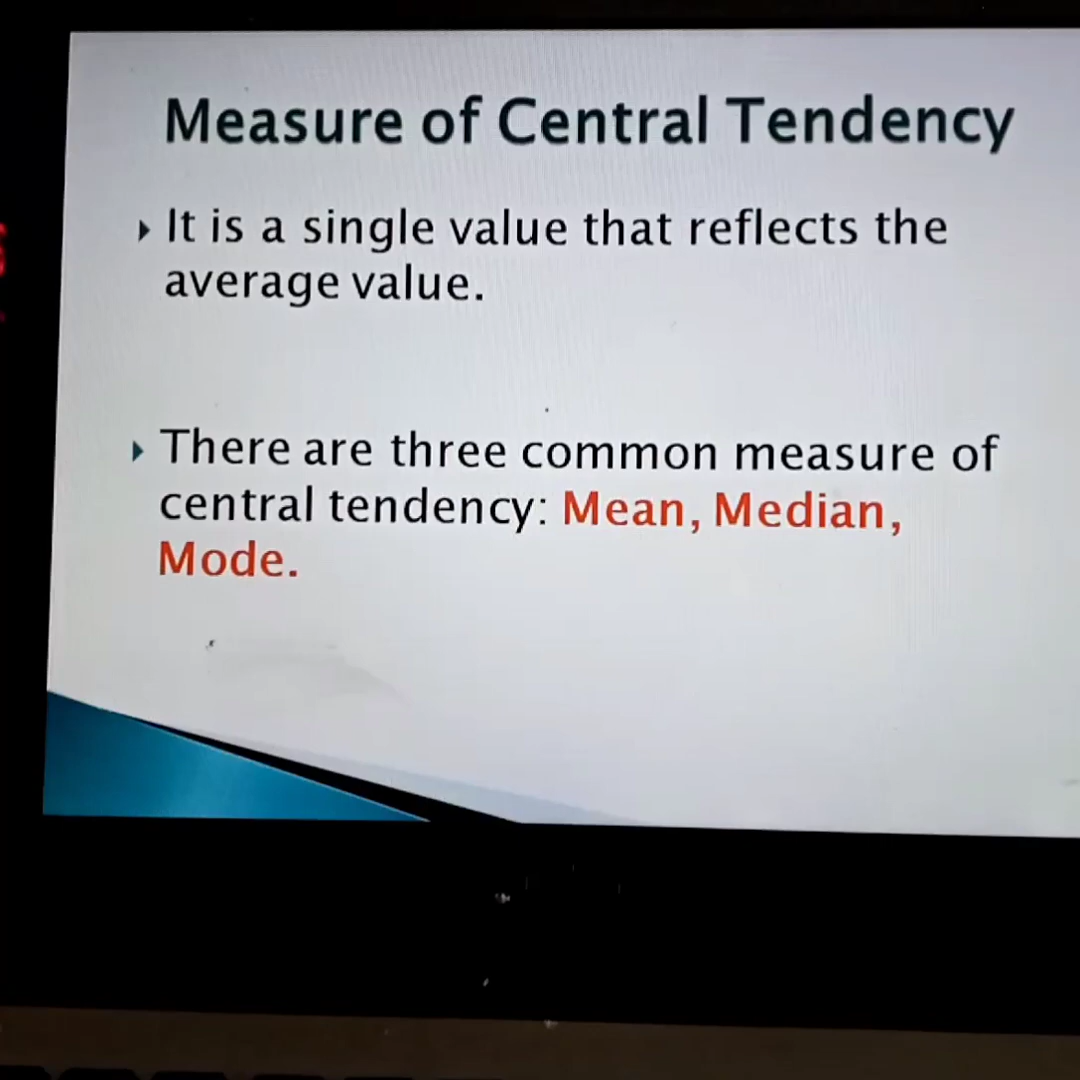 Measure of Central Tendency
It is a single value that reflects the
average value.
There are three common measure of
central tendency: Mean, Median,
Mode.